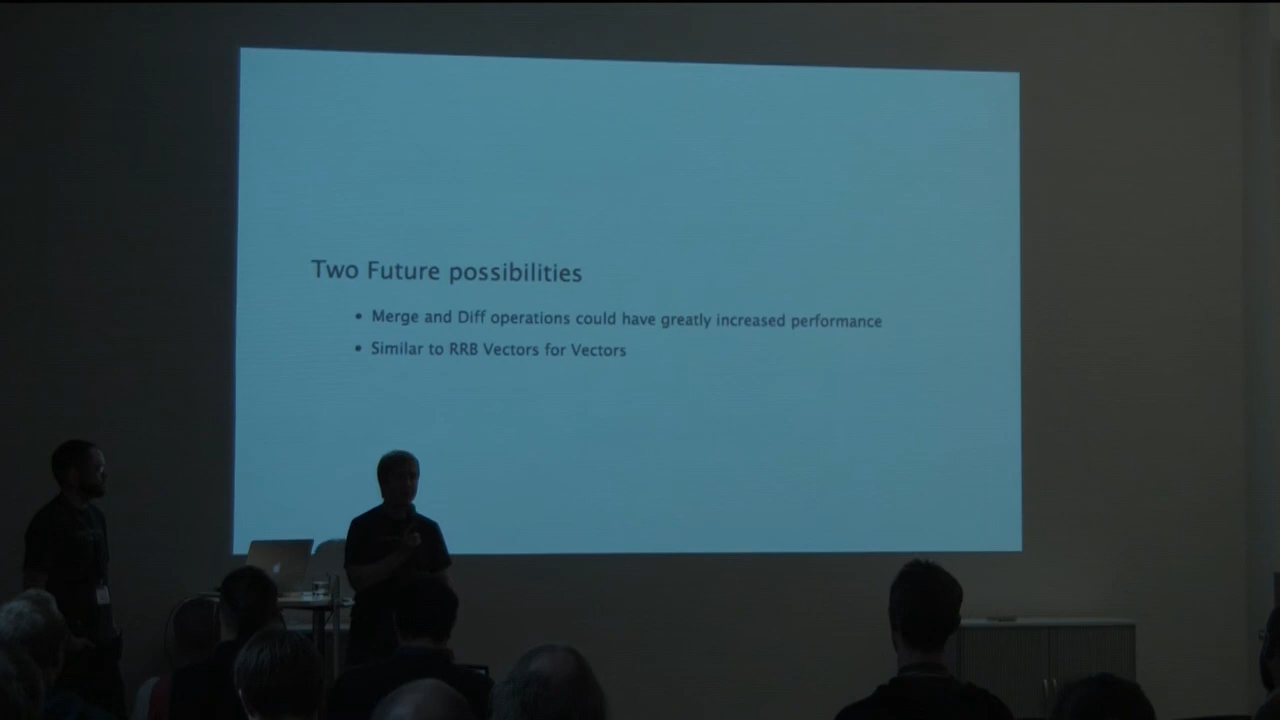 Two Future possibilities
• Merge and Diff operations could have greatly increased performance
• Similar to RRB Vectors for Vectors